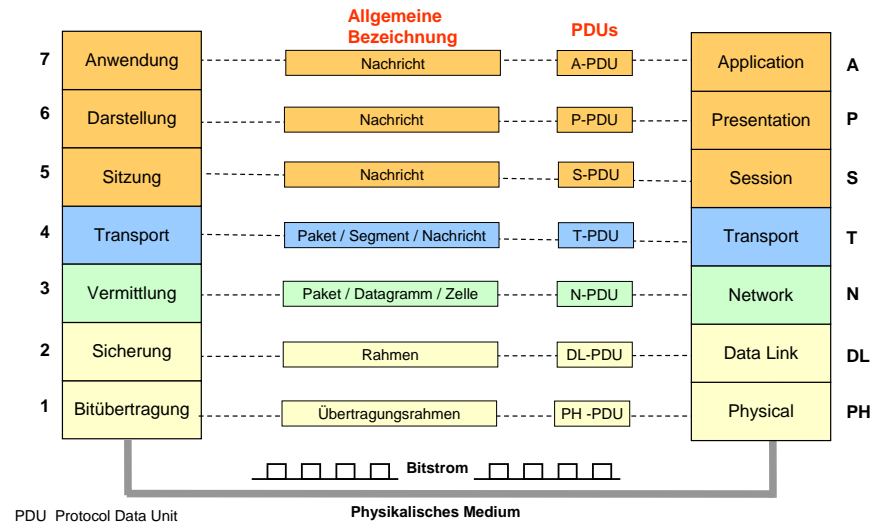 Allgemeine
Bezeichnung
PDUs
7 Anwendung Nachricht A-PDU Application A
6 Darstellung Nachricht P-PDU Presentation P
5 Sitzung Nachricht S-PDU Session S
4 Transport Paket / Segment / Nachricht T-PDU Transport T
3 Vermittlung Paket / Datagramm / Zelle N-PDU Network N
2 Sicherung Rahmen DL-PDU Data Link DL
1 Bitübertragung Übertragungsrahmen PH -PDU Physical PH
Bitstrom
Physikalisches Medium
PDU Protocol Data Unit